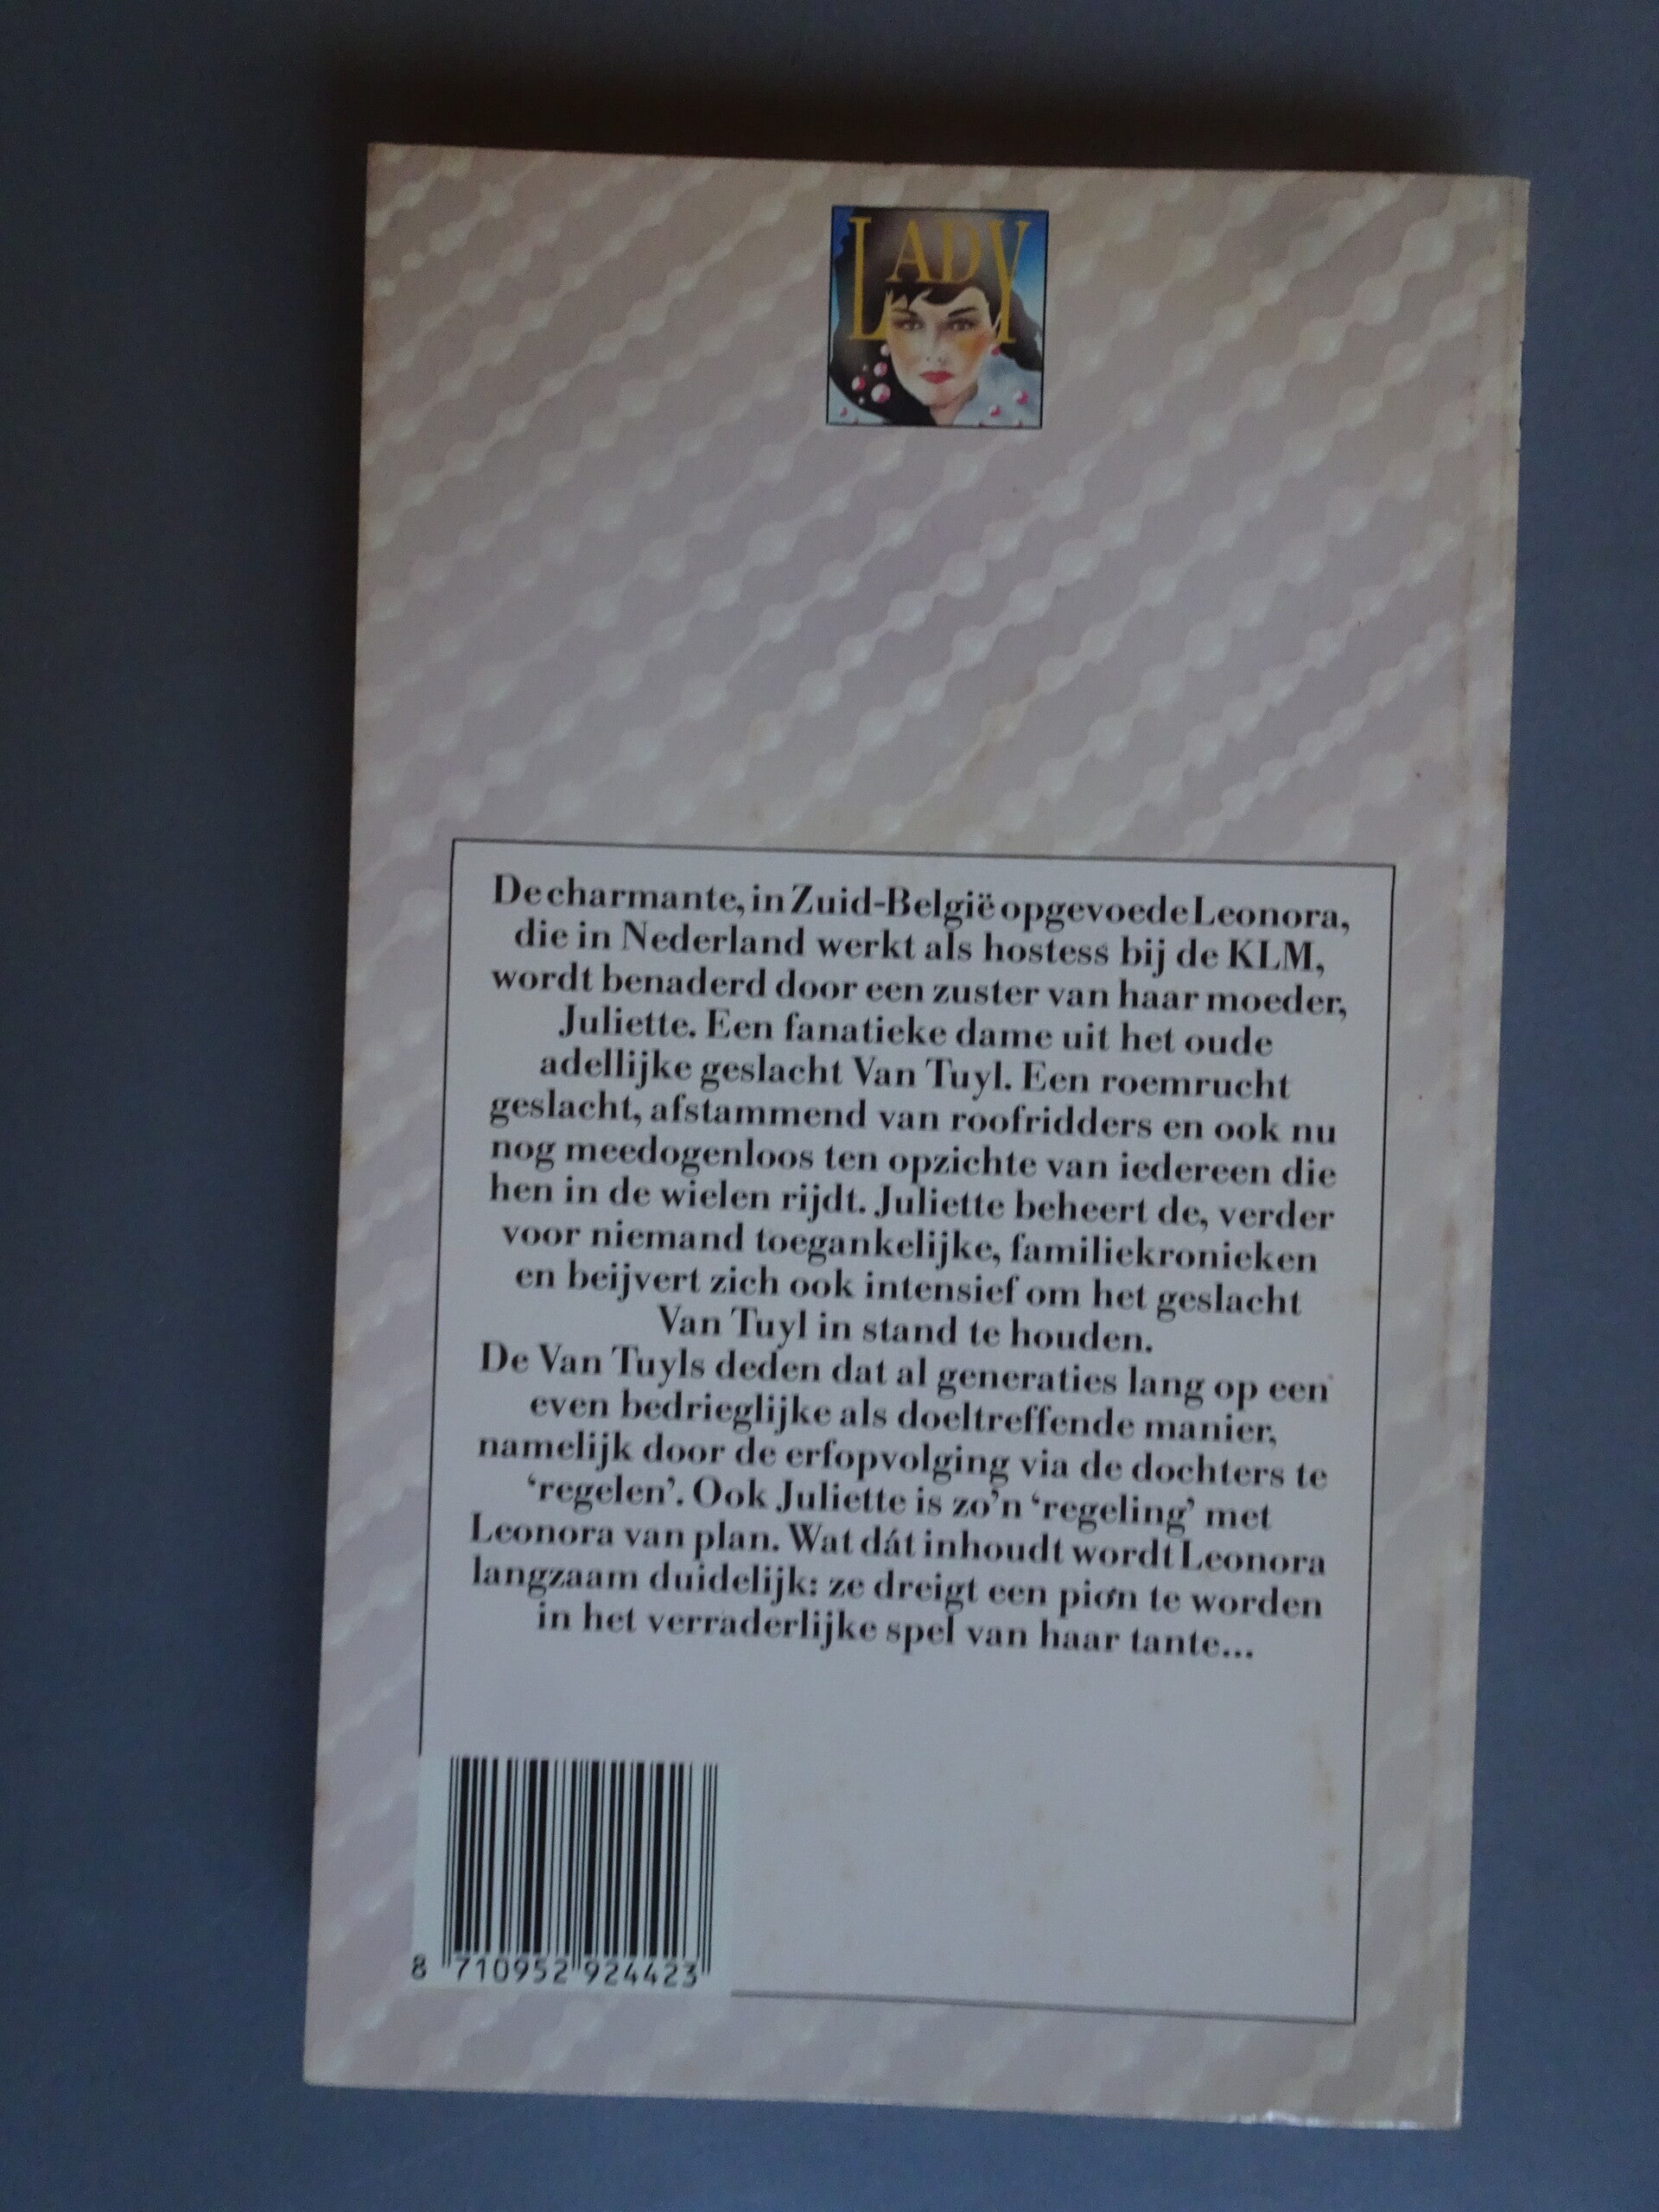 LADY
De charmante, in Zuid-België opgevoede Leonora,
die in Nederland werkt als hostess bij de KLM,
wordt benaderd door een zuster van haar moeder,
Juliette. Een fanatieke dame uit het oude
adellijke geslacht Van Tuyl. Een roemrucht
geslacht, afstammend van roofridders en ook nu
nog meedogenloos ten opzichte van iedereen die
hen in de wielen rijdt. Juliette beheert de, verder
voor niemand toegankelijke, familiekronieken
en beijvert zich ook intensief om het geslacht
Van Tuyl in stand te houden.
De Van Tuyls deden dat al generaties lang op een
even bedrieglijke als doeltreffende manier,
namelijk door de erfopvolging via de dochters te
‘regelen’. Ook Juliette is zo’n ‘regeling’ met
Leonora van plan. Wat dát inhoudt wordt Leonora
langzaam duidelijk: ze dreigt een pion te worden
in het verraderlijke spel van haar tante...
8 710952 924423